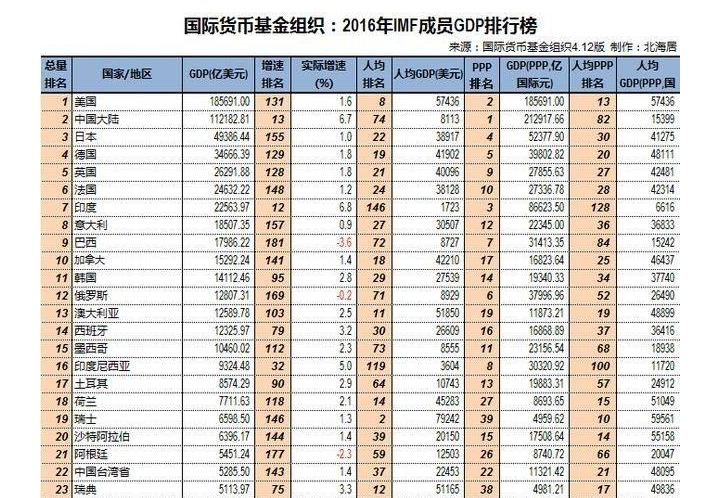 国际货币基金组织：2016年IMF成员GDP排行榜
来源：国际货币基金组织4.12版 制作：北海居
总量排名 国家/地区 GDP(亿美元) 增速排名 实际增速(%) 人均排名 人均GDP(美元) PPP排名 GDP(PPP,亿国际元) 人均PPP排名 人均GDP(PPP,国
1 美国 185691.00 131 1.6 8 57436 2 185691.00 13 57436
2 中国大陆 112182.81 13 6.7 74 8113 1 212917.66 82 15399
3 日本 49386.44 155 1.0 22 38917 4 52377.90 30 41275
4 德国 34666.39 129 1.8 19 41902 5 39802.82 20 48111
5 英国 26291.88 128 1.8 21 40096 9 27855.63 27 42481
6 法国 24632.22 148 1.2 24 38128 10 27336.78 28 42314
7 印度 22563.97 12 6.8 146 1723 3 86623.50 128 6616
8 意大利 18507.35 157 0.9 27 30507 12 22345.00 36 36833
9 巴西 17986.22 181 -3.6 72 8727 7 31413.35 84 15242
10 加拿大 15292.24 141 1.4 18 42210 17 16823.64 25 46437
11 韩国 14112.46 95 2.8 29 27539 14 19340.33 34 37740
12 俄罗斯 12807.31 169 -0.2 71 8929 6 37996.96 52 26490
13 澳大利亚 12589.78 103 2.5 11 51850 19 11873.21 19 48899
14 西班牙 12325.97 79 3.2 30 26609 16 16868.89 37 36416
15 墨西哥 10460.02 112 2.3 73 8555 11 23156.54 68 18938
16 印度尼西亚 9324.48 32 5.0 119 3604 8 30320.92 100 11720
17 土耳其 8574.29 90 2.9 64 10743 13 19883.31 57 24912
18 荷兰 7711.63 118 2.1 14 45283 27 8693.65 15 51049
19 瑞士 6598.50 146 1.3 2 79242 39 4959.62 10 59561
20 沙特阿拉伯 6396.17 144 1.4 39 20150 15 17508.64 14 55158
21 阿根廷 5451.24 177 -2.3 59 12503 26 8740.72 66 20047
22 中国台湾省 5285.50 143 1.4 37 22453 22 11321.42 21 48095
23 瑞典 5113.97 75 3.3 12 51165 38 4981.21 17 49836